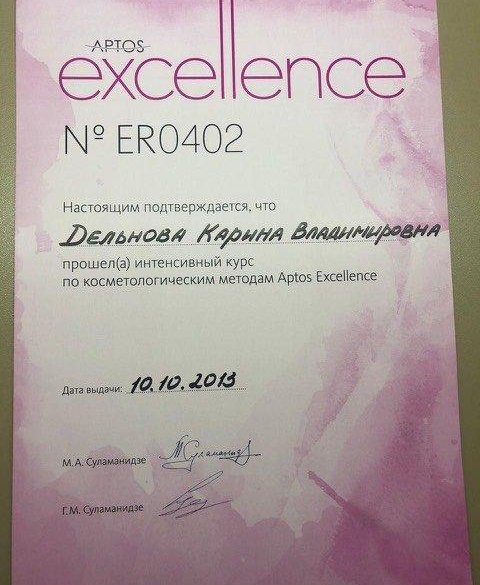 APTOS
excellence
№ ER0402
Настоящим подтверждается, что
Дельнова Карина Владимировна
прошел(а) интенсивный курс
по косметологическим методам Aptos Excellence
Дата выдачи: 10.10.2013
М.А. Суламанидзе
Г.М. Суламанидзе